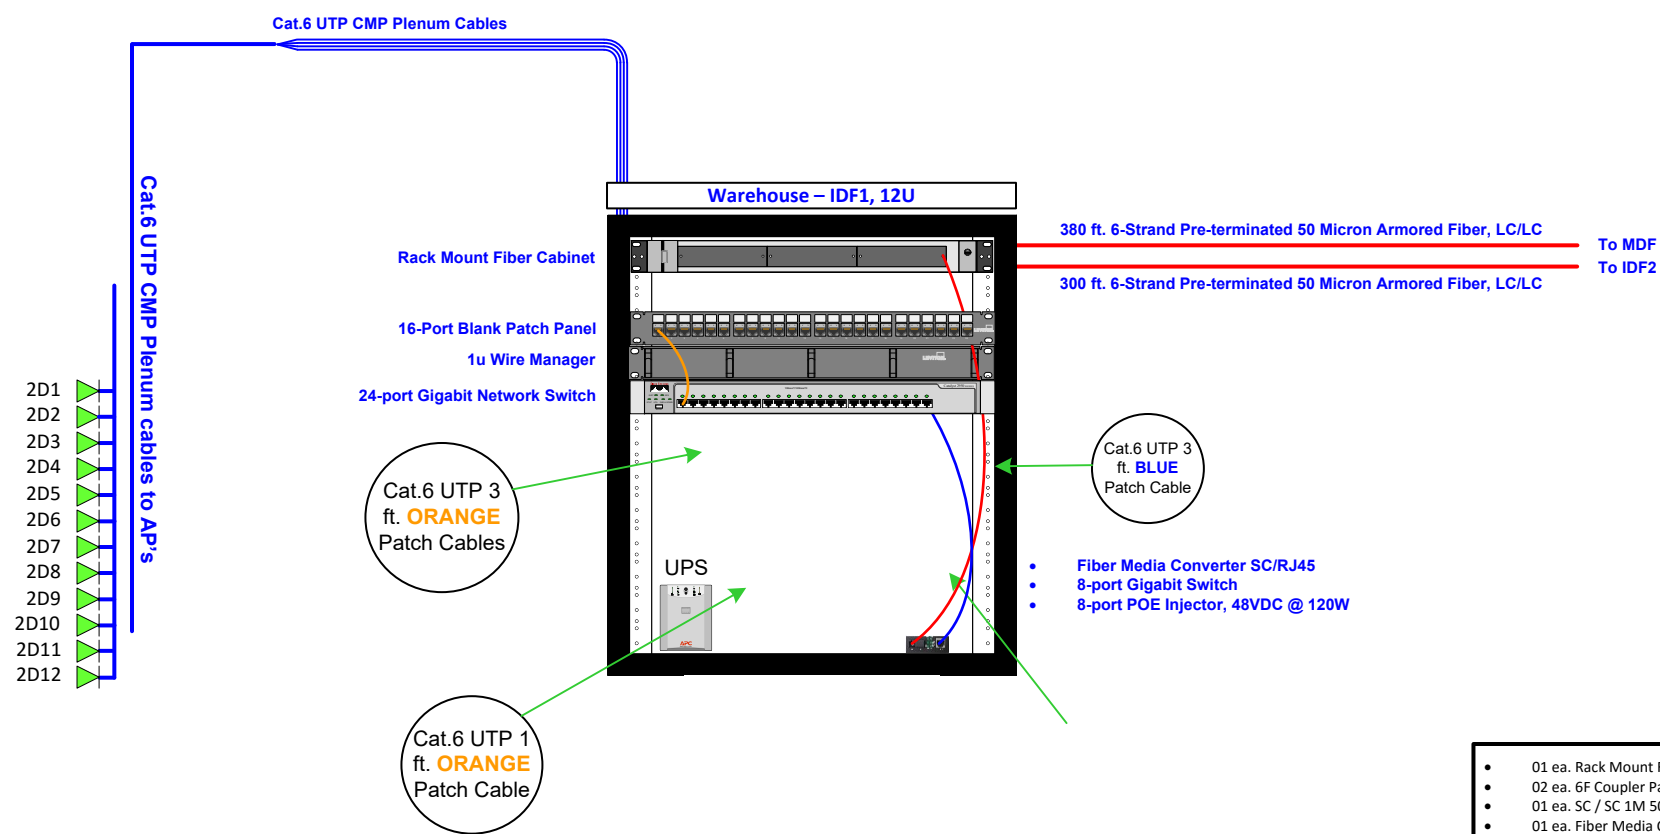 Cat.6 UTP CMP Plenum Cables
Cat.6 UTP CMP Plenum cables to AP's
Warehouse – IDF1, 12U
380 ft. 6-Strand Pre-terminated 50 Micron Armored Fiber, LC/LC
To MDF
To IDF2
300 ft. 6-Strand Pre-terminated 50 Micron Armored Fiber, LC/LC
Rack Mount Fiber Cabinet
16-Port Blank Patch Panel
1u Wire Manager
24-port Gigabit Network Switch
2D1
2D2
2D3
2D4
2D5
2D6
2D7
2D8
2D9
2D10
2D11
2D12
Cat.6 UTP 3
ft. ORANGE
Patch Cables
Cat.6 UTP 3
ft. BLUE
Patch Cable
UPS
APC
• Fiber Media Converter SC/RJ45
• 8-port Gigabit Switch
• 8-port POE Injector, 48VDC @ 120W
Cat.6 UTP 1
ft. ORANGE
Patch Cable
• 01 ea. Rack Mount
• 02 ea. 6F Coupler
• 01 ea. SC / SC 1M
• 01 ea. Fiber Media